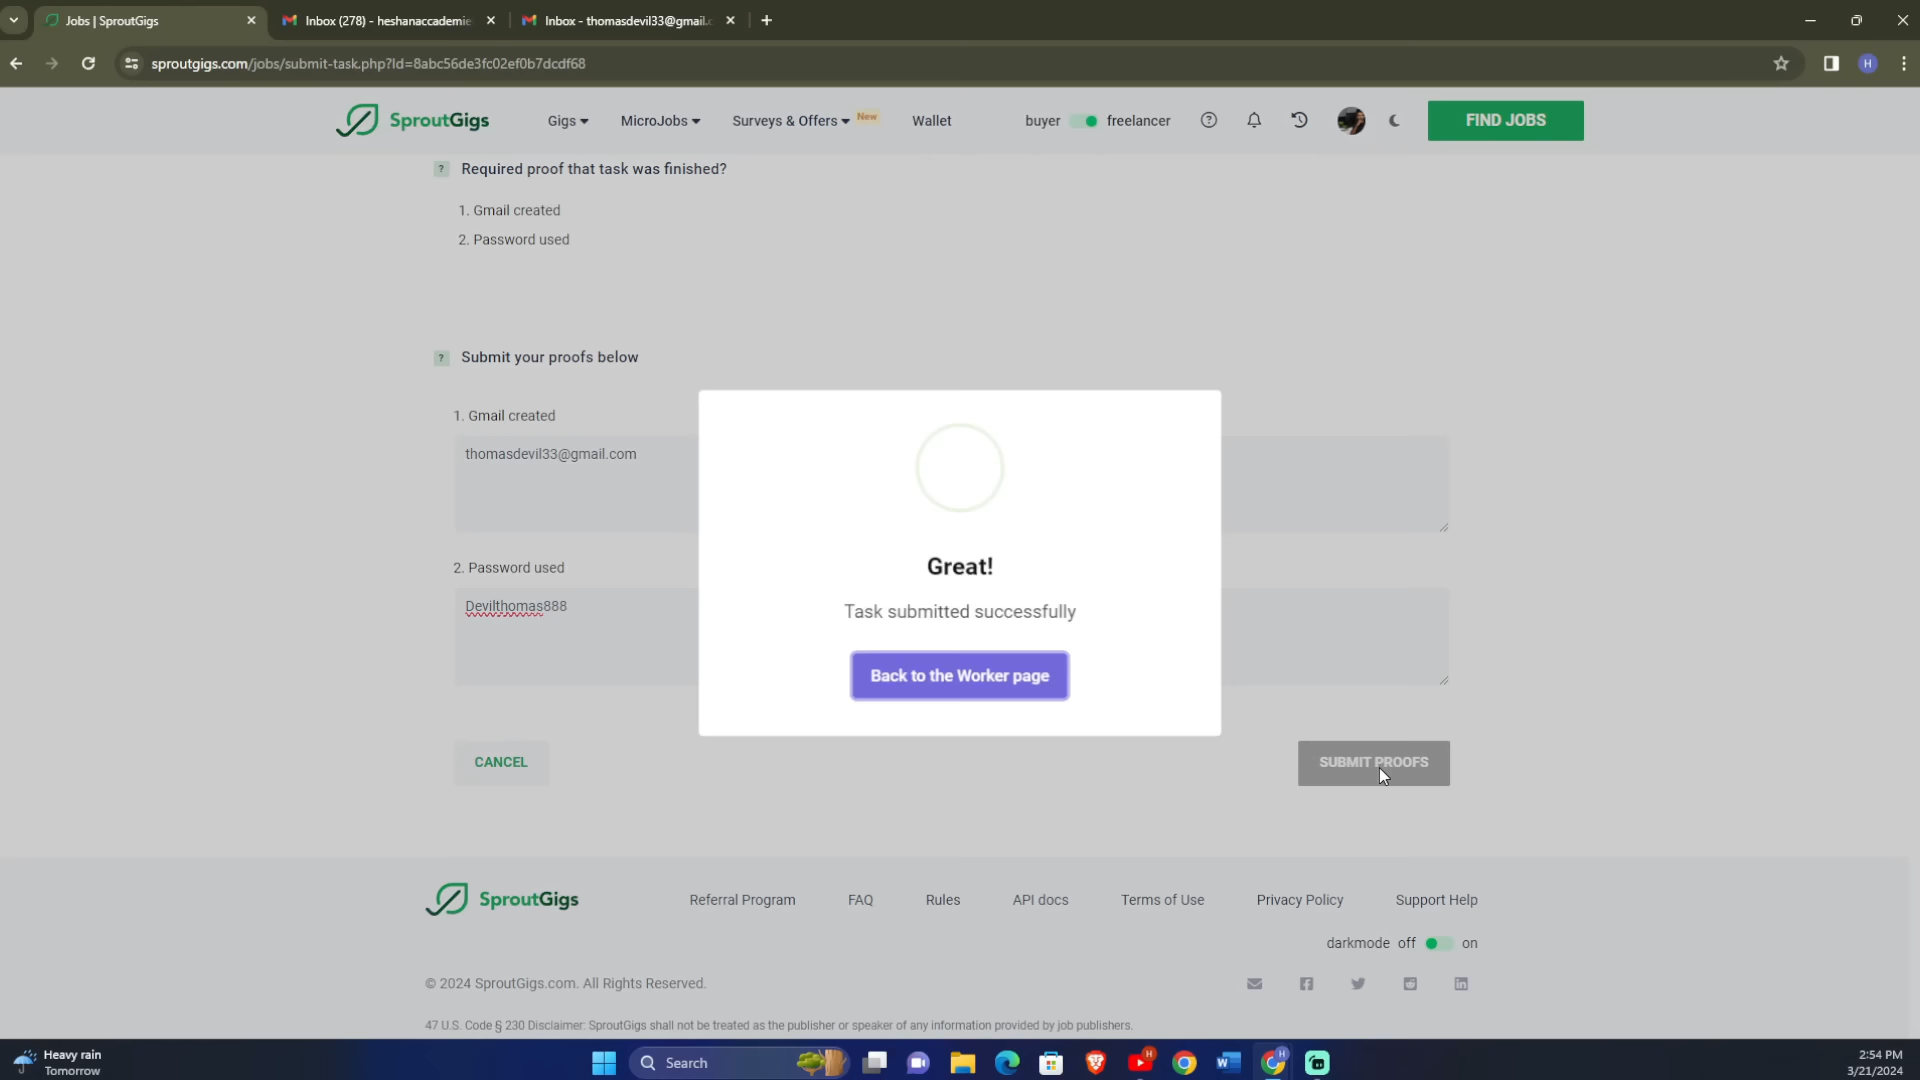 Jobs | SproutGigs
Inbox (278) - heshanaccademie
Inbox - thomasdevil33@gmail.c
sproutgigs.com/jobs/submit-task.php?Id=8abc56de3fc02ef0b7dcdf68
H
SproutGigs
Gigs
MicroJobs
Surveys & Offers
New
Wallet
buyer
freelancer
FIND JOBS
? Required proof that task was finished?
1. Gmail created
2. Password used
? Submit your proofs below
1. Gmail created
thomasdevil33@gmail.com
2. Password used
Devilthomas888
Great!
Task submitted successfully
Back to the Worker page
CANCEL
SUBMIT PROOFS
SproutGigs
Referral Program
FAQ
Rules
API docs
Terms of Use
Privacy Policy
Support Help
darkmode off on
© 2024 SproutGigs.com. All Rights Reserved.
47 U.S. Code § 230 Disclaimer: SproutGigs shall not be treated as the publisher or speaker of any information provided by job publishers.
Heavy rain
Tomorrow
Search
H
W
H
2:54 PM
3/21/2024